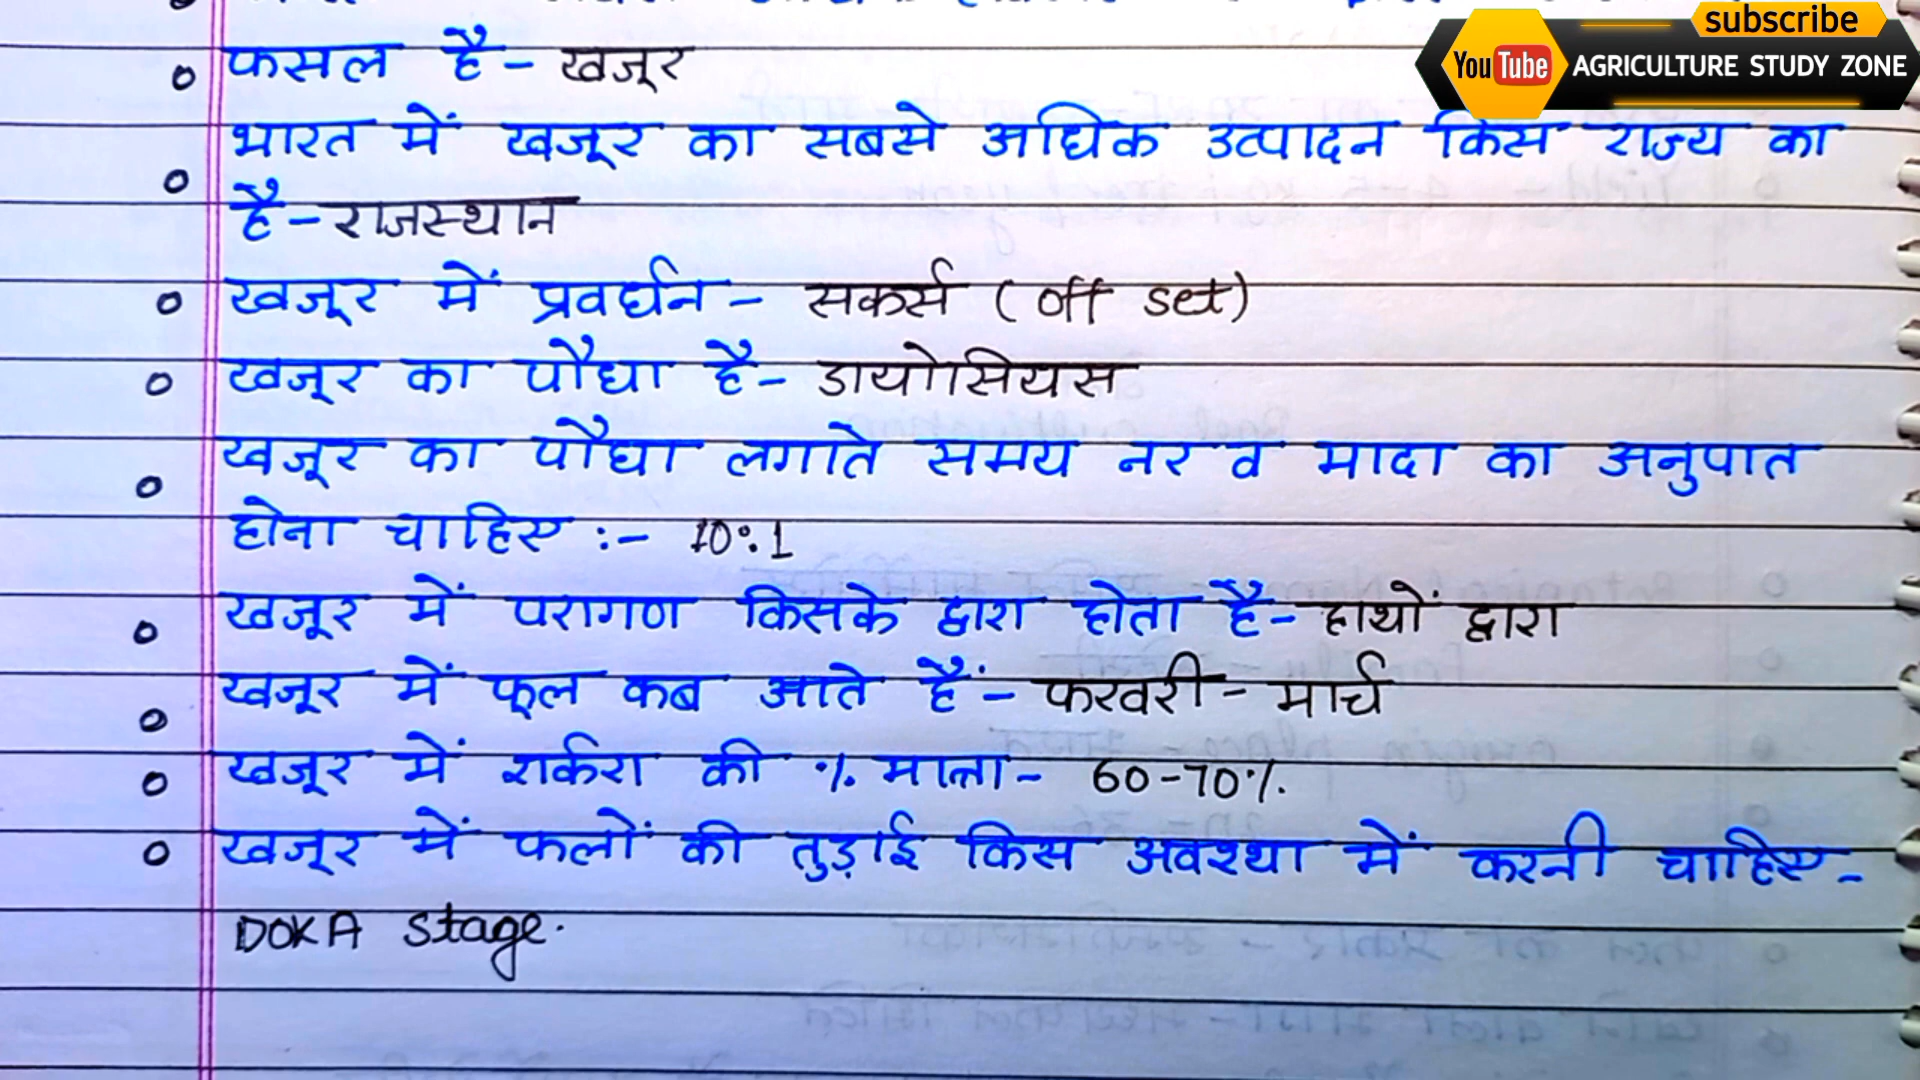 subscribe
YouTube AGRICULTURE STUDY ZONE
फसल है - खजूर
भारत में खजूर का सबसे अधिक उत्पादन किस राज्य का
है - राजस्थान
खजूर में प्रवर्धन - सकर्स (off set)
खजूर का पौधा है - डायोसियस
खजूर का पौधा लगाते समय नर व मादा का अनुपात
होना चाहिए :- 10:1
खजूर में परागण किसके द्वारा होता है - हाथों द्वारा
खजूर में फूल कब आते हैं - फरवरी - मार्च
खजूर में शर्करा की % मात्रा - 60-70%.
खजूर में फलों की तुड़ाई किस अवस्था में करनी चाहिए -
DOKA stage.